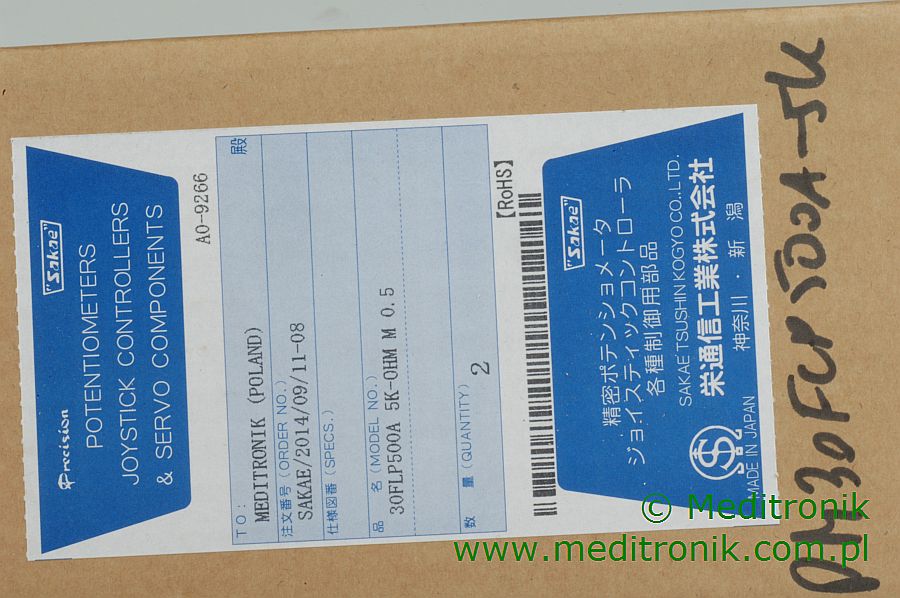 Sakae
Precision
POTENTIOMETERS
JOYSTICK CONTROLLERS
& SERVO COMPONENTS
A0-9266
TO:
殿
MEDITRONIK (POLAND)
注文番号 (ORDER NO.)
SAKAE/2014/09/11-08
仕様図番 (SPECS.)
品 名 (MODEL NO.)
30FLP500A 5K-OHM M 0.5
数 量 (QUANTITY)
2
【RoHS】
Sakae
精密ポテンショメータ
ジョイスティックコントローラ
各種制御用部品
SAKAE TSUSHIN KOGYO CO.,LTD.
栄通信工業株式会社
神奈川・新潟
MADE IN JAPAN
30FLP500A-5K
© Meditronik
www.meditronik.com.pl